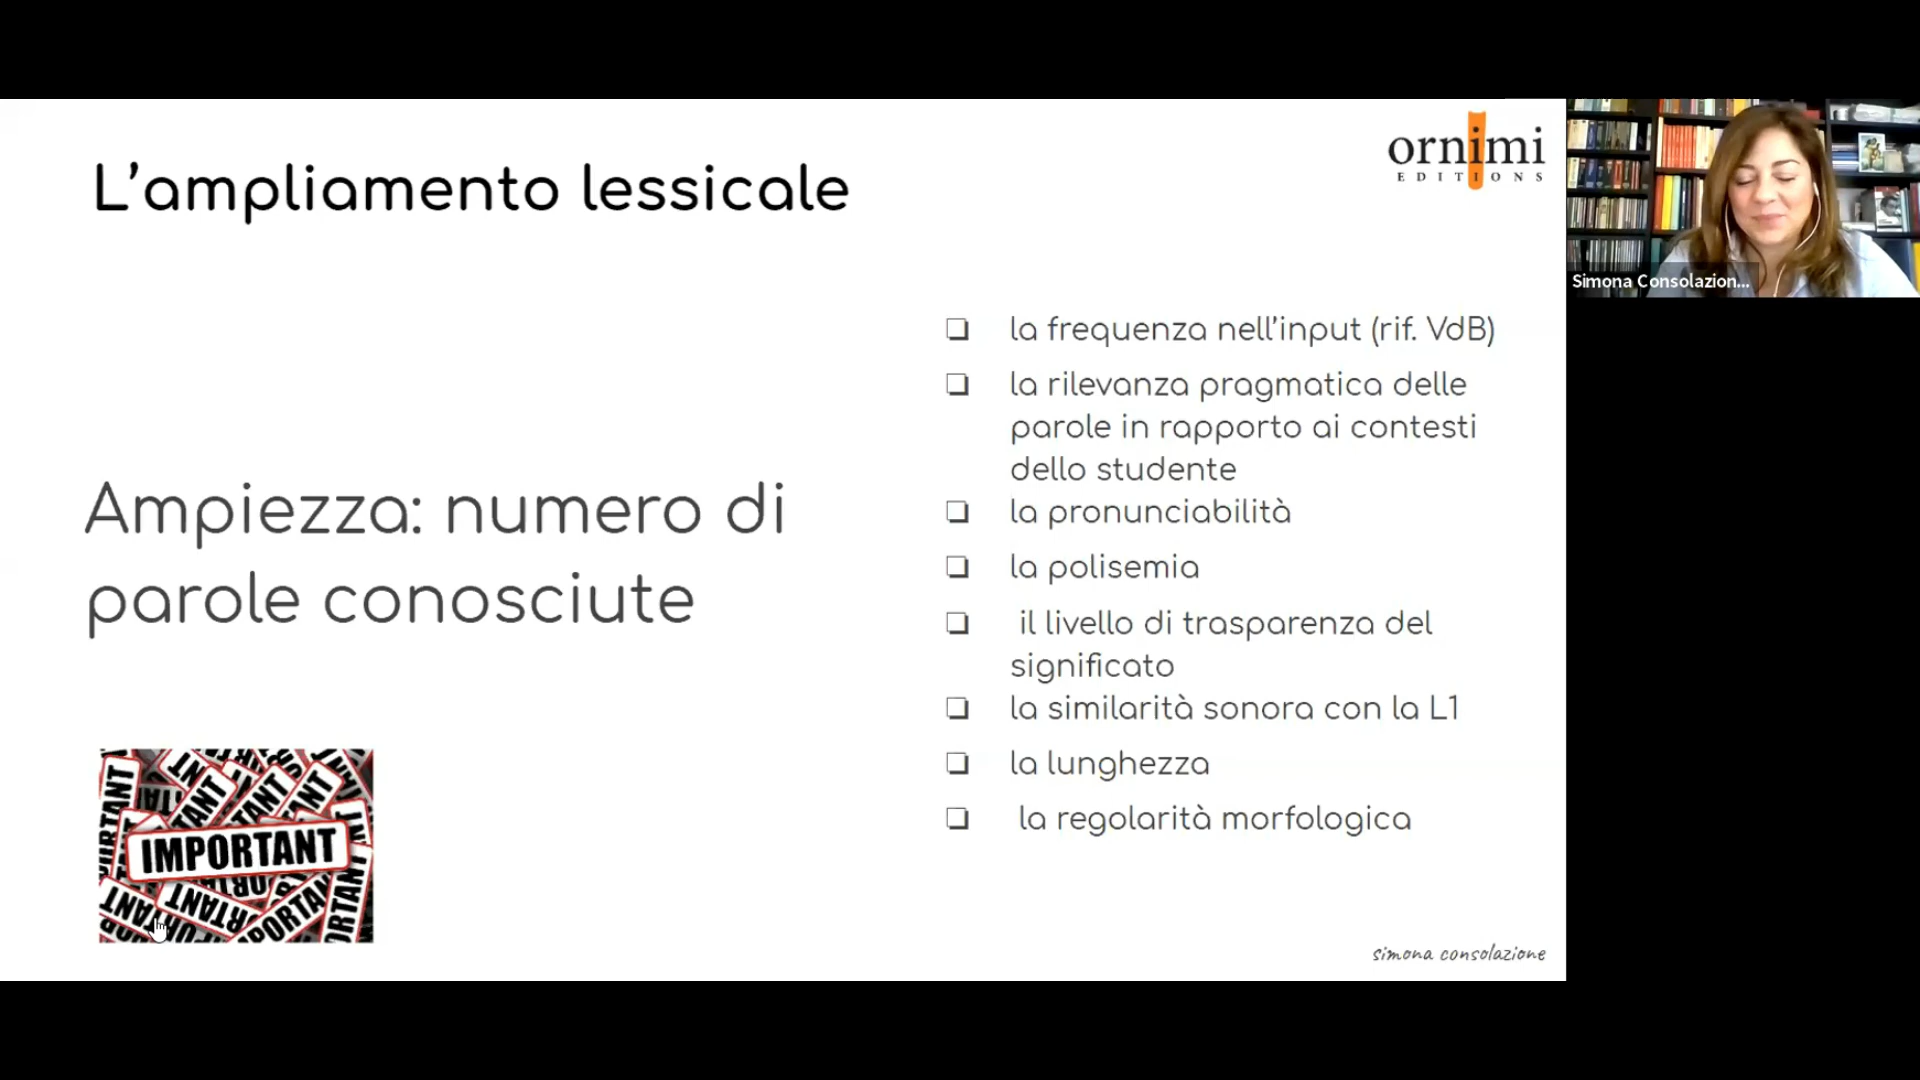 L’ampliamento lessicale
ornimi
EDITIONS
Simona Consolazion...
Ampiezza: numero di
parole conosciute
la frequenza nell’input (rif. VdB)
la rilevanza pragmatica delle
parole in rapporto ai contesti
dello studente
la pronunciabilità
la polisemia
il livello di trasparenza del
significato
la similarità sonora con la L1
la lunghezza
la regolarità morfologica
IMPORTANT
simona consolazione